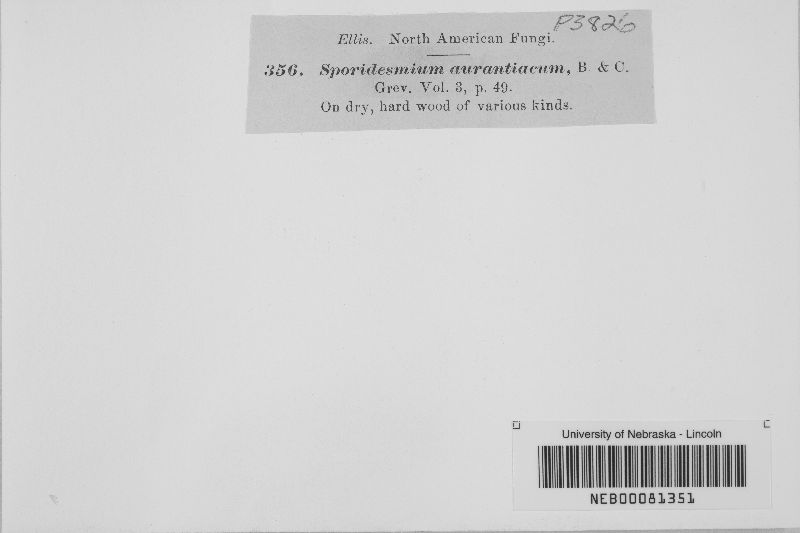 P3826
Ellis. North American Fungi.
356. Sporidesmium aurantiacum, B. & C.
Grev. Vol. 3, p. 49.
On dry, hard wood of various kinds.
University of Nebraska - Lincoln
NEB00081351